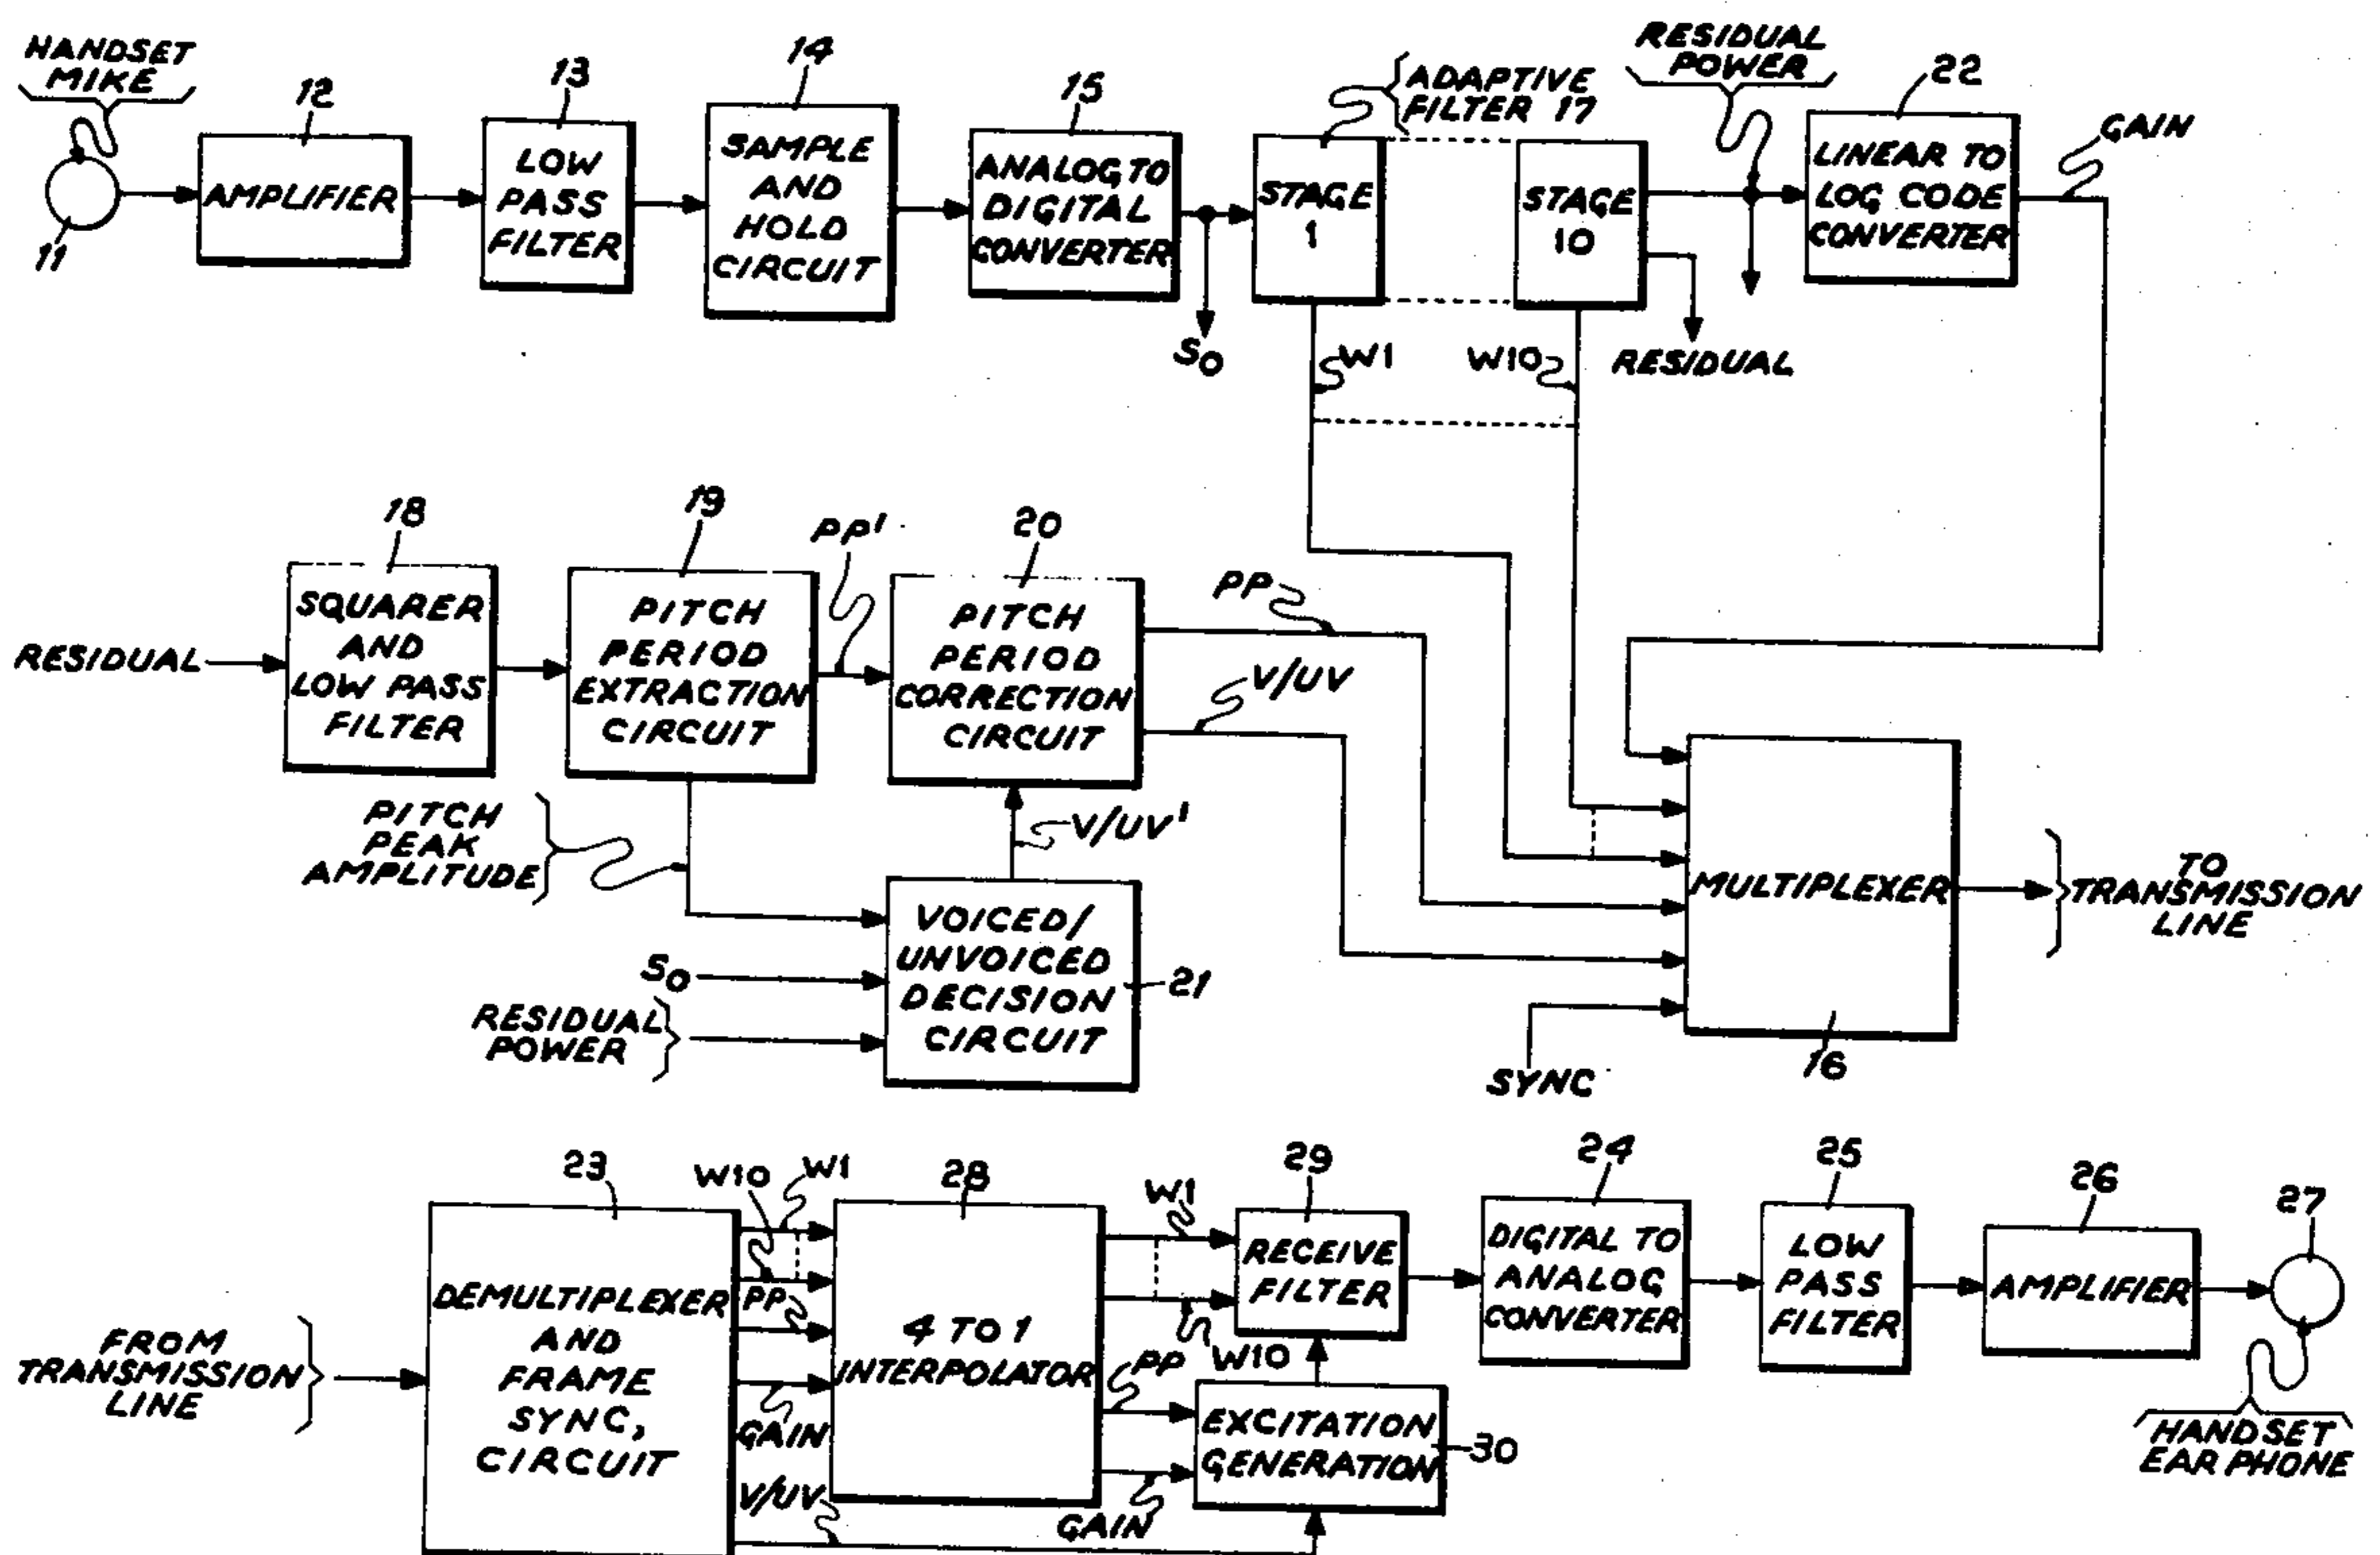 HANDSET
MIKE
11
12
AMPLIFIER
13
LOW
PASS
FILTER
14
SAMPLE
AND
HOLD
CIRCUIT
15
ANALOG TO
DIGITAL
CONVERTER
S0
ADAPTIVE
FILTER 17
STAGE
1
STAGE
10
W1
W10
RESIDUAL
RESIDUAL
POWER
22
LINEAR TO
LOG CODE
CONVERTER
GAIN
RESIDUAL
18
SQUARER
AND
LOW PASS
FILTER
19
PITCH
PERIOD
EXTRACTION
CIRCUIT
PP'
20
PITCH
PERIOD
CORRECTION
CIRCUIT
PP
V/UV
PITCH
PEAK
AMPLITUDE
V/UV'
S0
RESIDUAL
POWER
VOICED/
UNVOICED
DECISION
CIRCUIT
21
MULTIPLEXER
16
SYNC
TO
TRANSMISSION
LINE
FROM
TRANSMISSION
LINE
23
DEMULTIPLEXER
AND
FRAME
SYNC,
CIRCUIT
W10
W1
PP
GAIN
V/UV
28
4 TO 1
INTERPOLATOR
W1
W10
PP
GAIN
29
RECEIVE
FILTER
EXCITATION
GENERATION
30
24
DIGITAL TO
ANALOG
CONVERTER
25
LOW
PASS
FILTER
26
AMPLIFIER
27
HANDSET
EAR PHONE